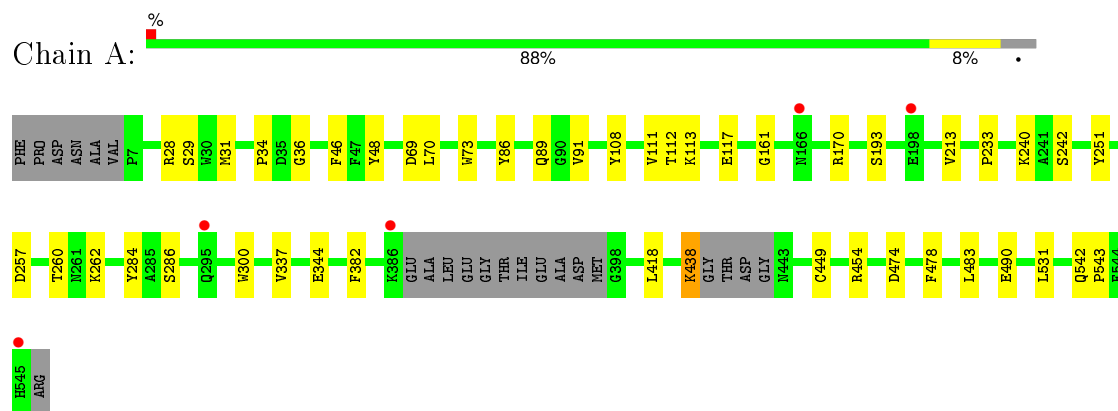 %
Chain A:
88% 8% •
PHE PRO ASP ASN ALA VAL P7 R28 S29 W30 M31 P34 D35 G36 F46 F47 Y48 D69 L70 W73 Y86 Q89 G90 V91 Y108 V111 T112 K113 E117 G161 N166 R170 S193 E198 V213 P233 K240 A241 S242 Y251
D257 T260 N261 K262 Y284 A285 S286 Q295 W300 V337 E344 F382 K386 GLU ALA LEU GLU GLY THR ILE GLU ALA ASP MET G398 L418 K438 GLY THR ASP GLY N443 C449 R454 D474 F478 L483 E490 L531 Q542 P543
H545 ARG